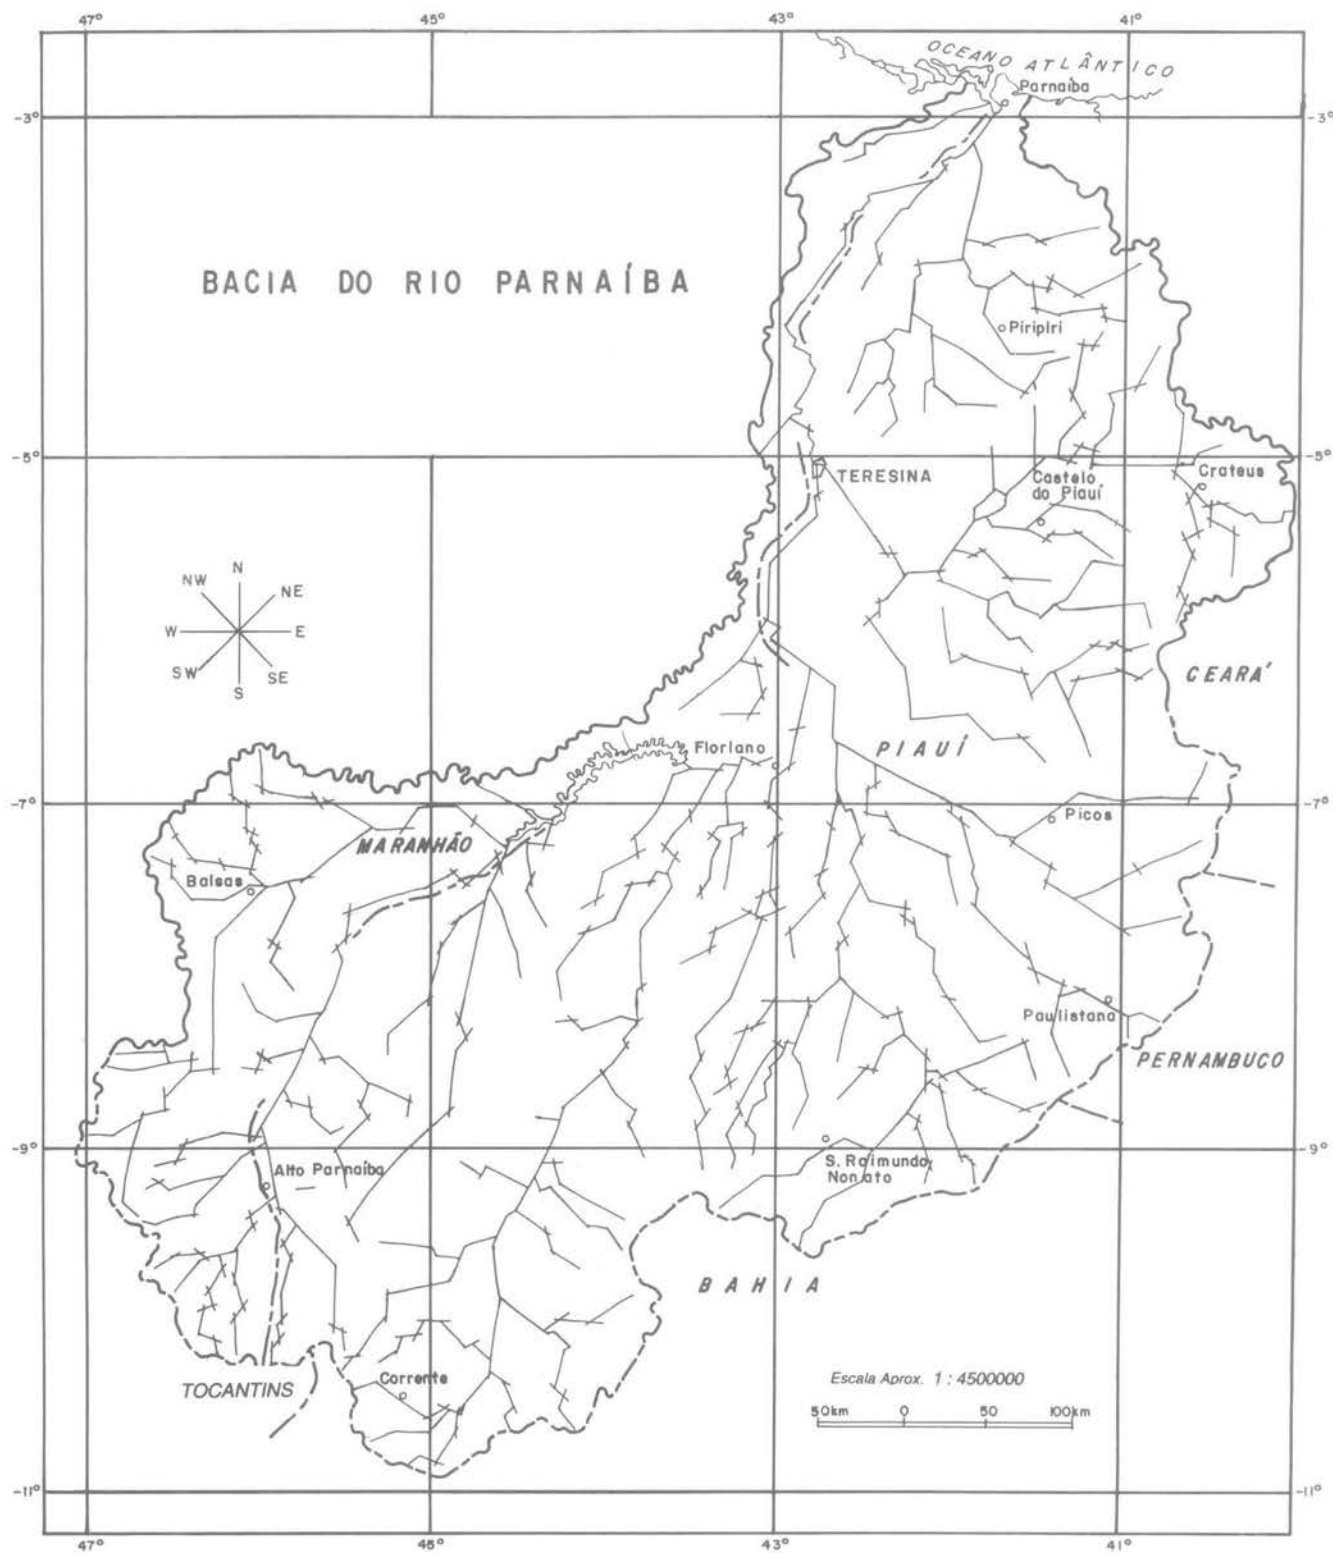 47° 45° 43° 41°
OCEANO ATLÂNTICO
Parnaíba
-3° -3°
BACIA DO RIO PARNAÍBA
Piripiri
-5° -5°
TERESINA
Castelo
do Piauí
Crateus
N
NW NE
W E
SW SE
S
CEARÁ
Floriano
PIAUÍ
-7° -7°
Picos
MARANHÃO
Balsas
Paulistana
PERNAMBUCO
-9° -9°
Alto Parnaíba
S. Raimundo
Nonato
BAHIA
TOCANTINS
Corrente
Escala Aprox. 1 : 4500000
50km 0 50 100km
-11° -11°
47° 45° 43° 41°